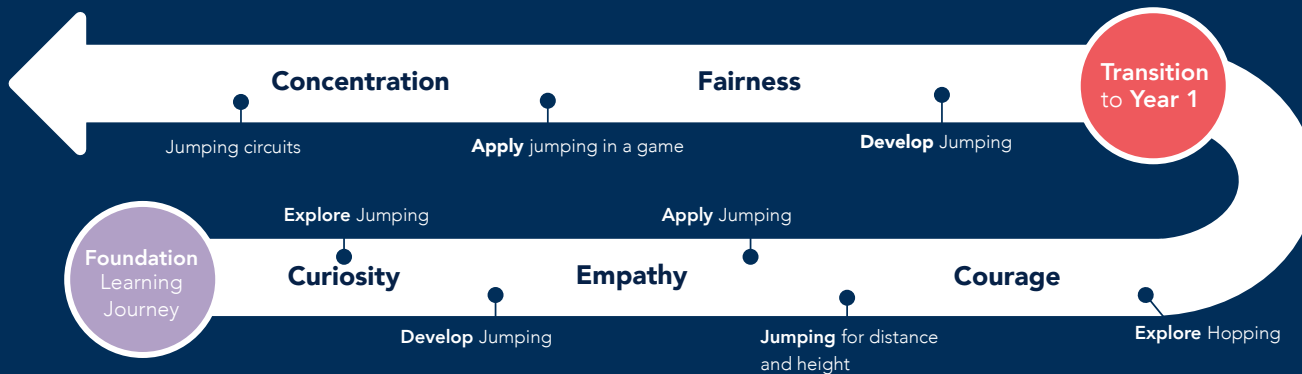 Concentration
Fairness
Transition
to Year 1
Jumping circuits
Apply jumping in a game
Develop Jumping
Explore Jumping
Apply Jumping
Foundation
Learning
Journey
Curiosity
Empathy
Courage
Develop Jumping
Jumping for distance
and height
Explore Hopping